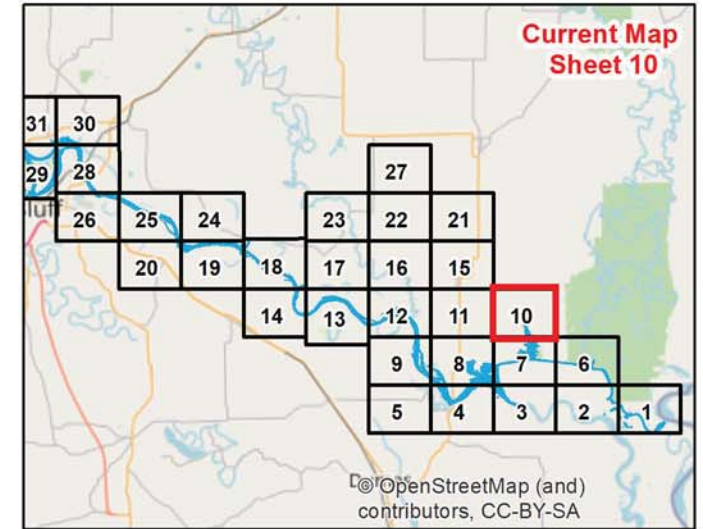 Current Map
Sheet 10
31 30
29 28 27
26 25 24 23 22 21
20 19 18 17 16 15
14 13 12 11 10
9 8 7 6
5 4 3 2 1
© OpenStreetMap (and)
contributors, CC-BY-SA